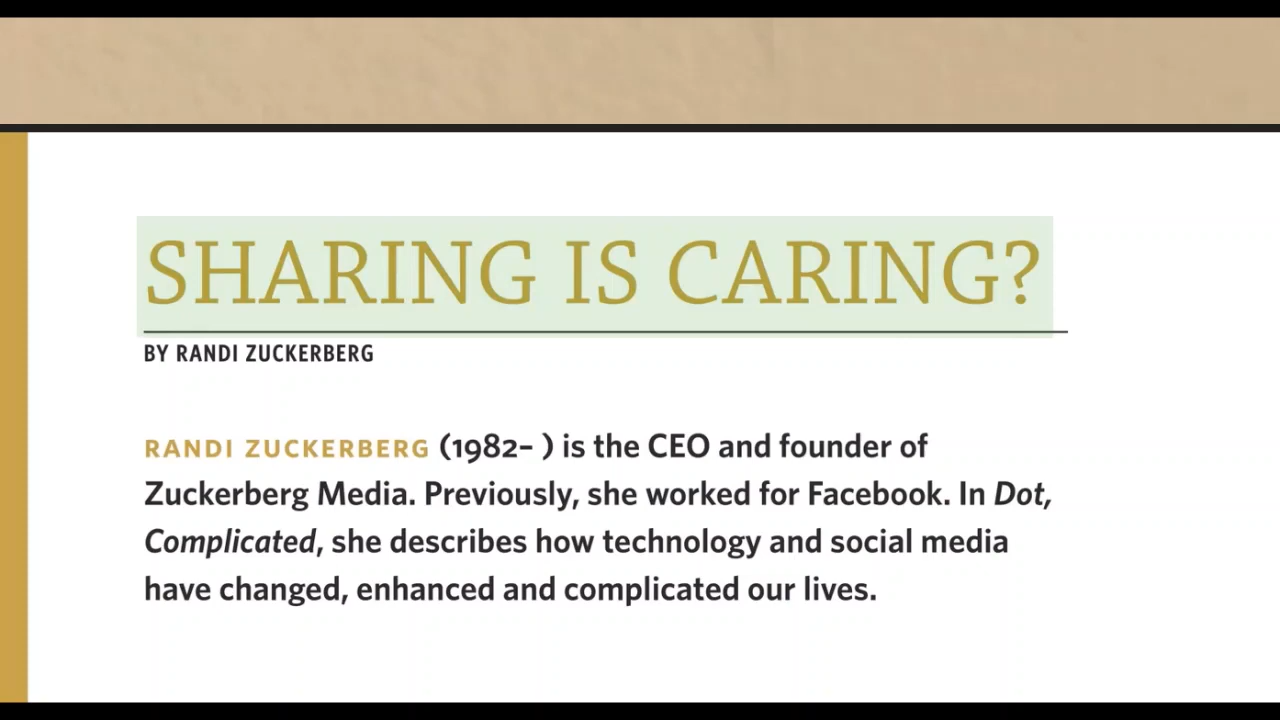 SHARING IS CARING?
BY RANDI ZUCKERBERG
RANDI ZUCKERBERG (1982– ) is the CEO and founder of
Zuckerberg Media. Previously, she worked for Facebook. In Dot,
Complicated, she describes how technology and social media
have changed, enhanced and complicated our lives.